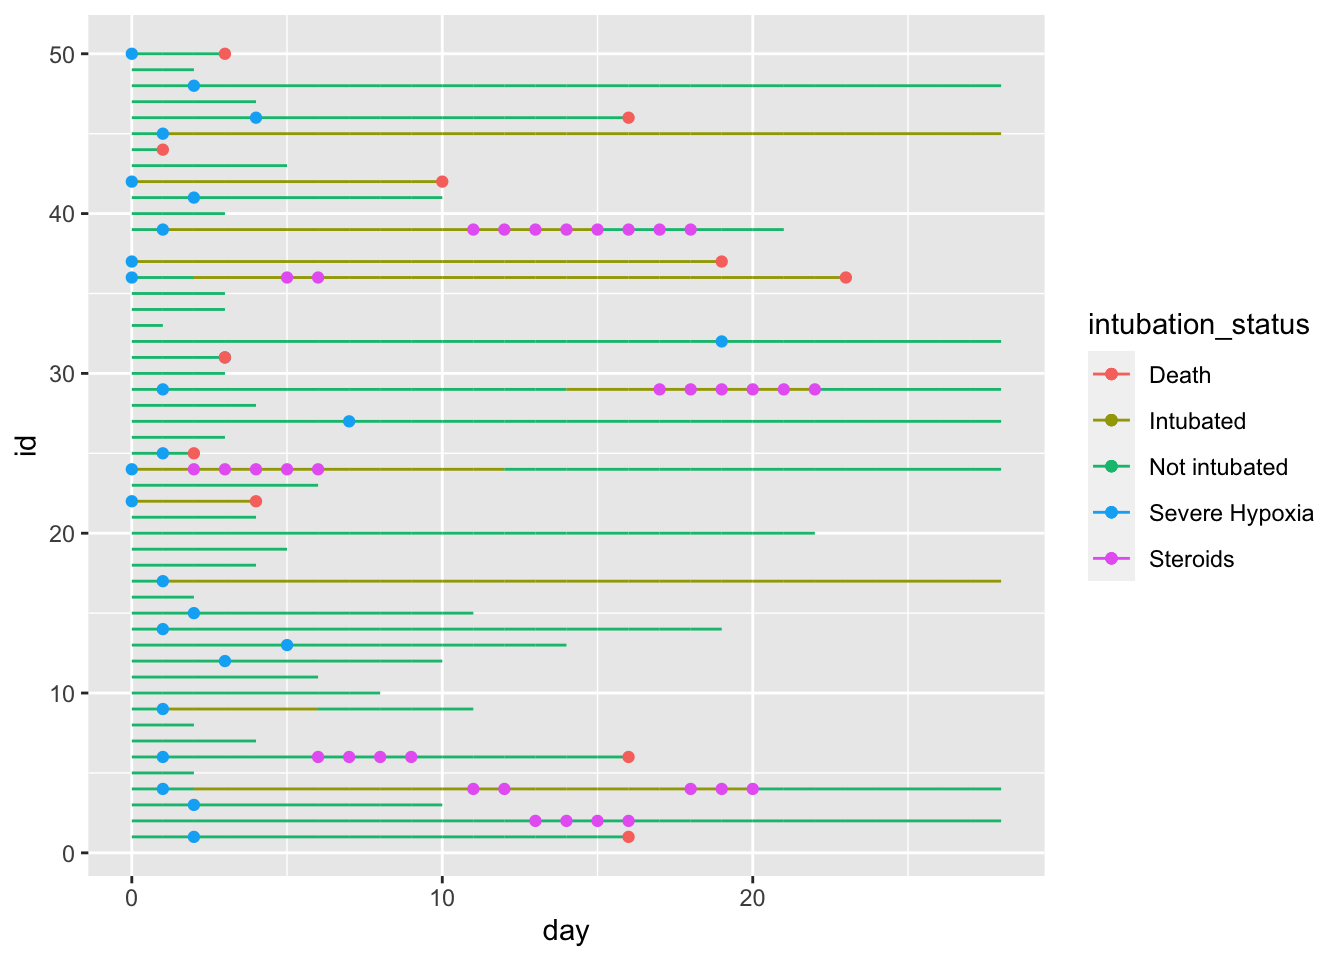 50
40
30
20
10
0
id
0 10 20
day
intubation_status
Death
Intubated
Not intubated
Severe Hypoxia
Steroids